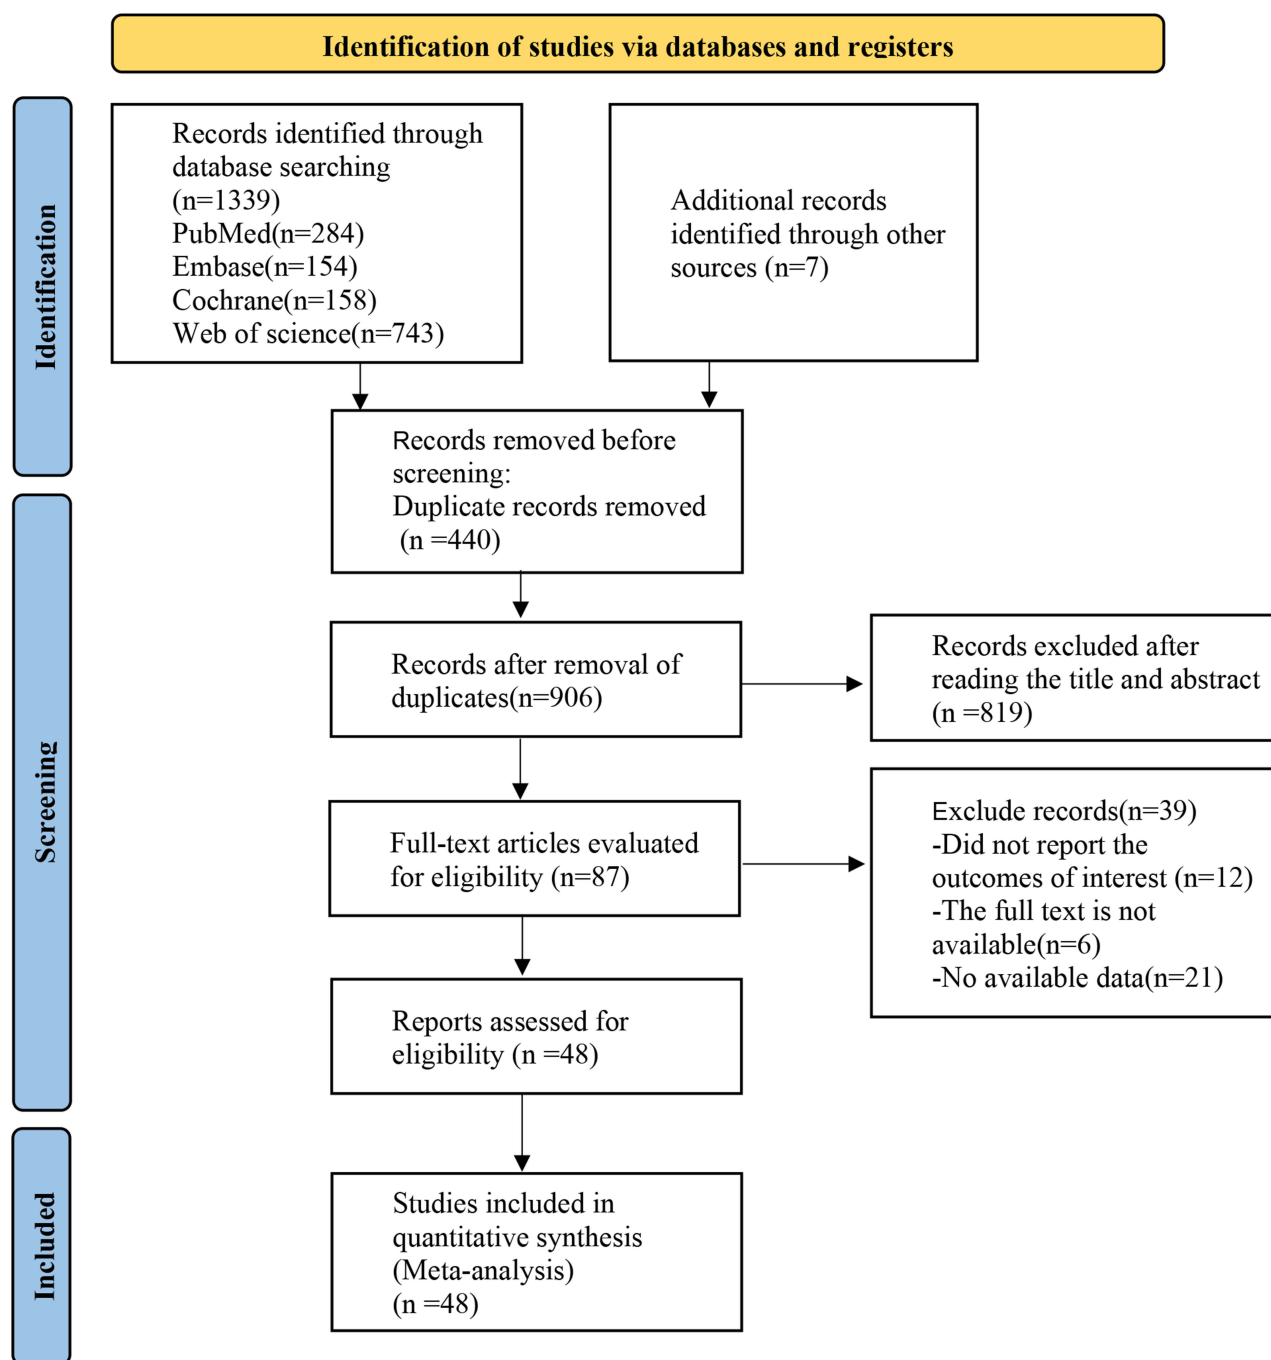 Identification of studies via databases and registers
Identification
Records identified through
database searching
(n=1339)
PubMed(n=284)
Embase(n=154)
Cochrane(n=158)
Web of science(n=743)
Additional records
identified through other
sources (n=7)
Records removed before
screening:
Duplicate records removed
(n =440)
Screening
Records after removal of
duplicates(n=906)
Records excluded after
reading the title and abstract
(n =819)
Full-text articles evaluated
for eligibility (n=87)
Exclude records(n=39)
-Did not report the
outcomes of interest (n=12)
-The full text is not
available(n=6)
-No available data(n=21)
Reports assessed for
eligibility (n =48)
Included
Studies included in
quantitative synthesis
(Meta-analysis)
(n =48)